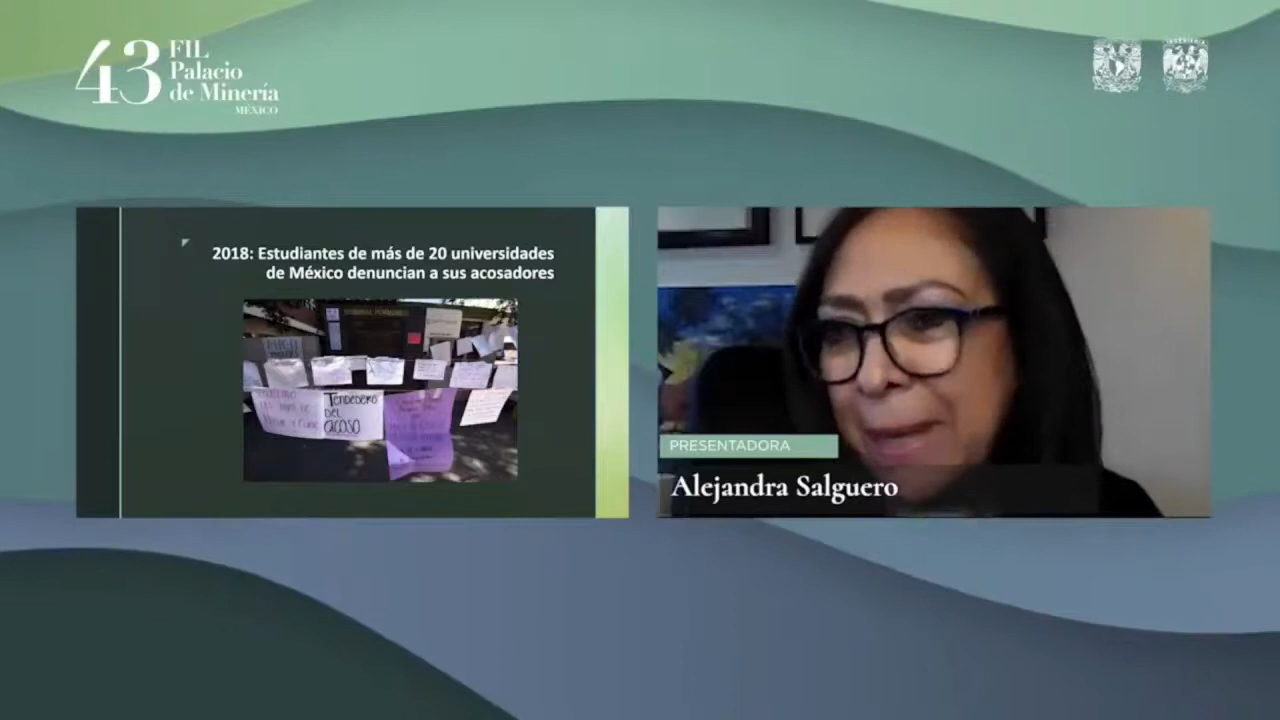 43
FIL
Palacio
de Minería
MÉXICO
INGENIERÍA
2018: Estudiantes de más de 20 universidades
de México denuncian a sus acosadores
TENDEDERO
DEL
acoso
PRESENTADORA
Alejandra Salguero